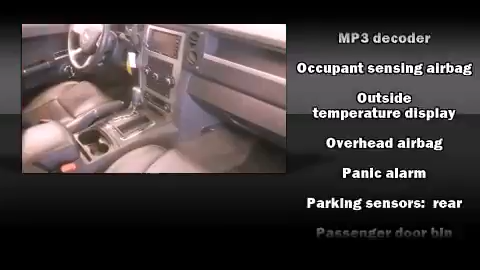 MP3 decoder
Occupant sensing airbag
Outside
temperature display
Overhead airbag
Panic alarm
Parking sensors: rear
Passenger door bin